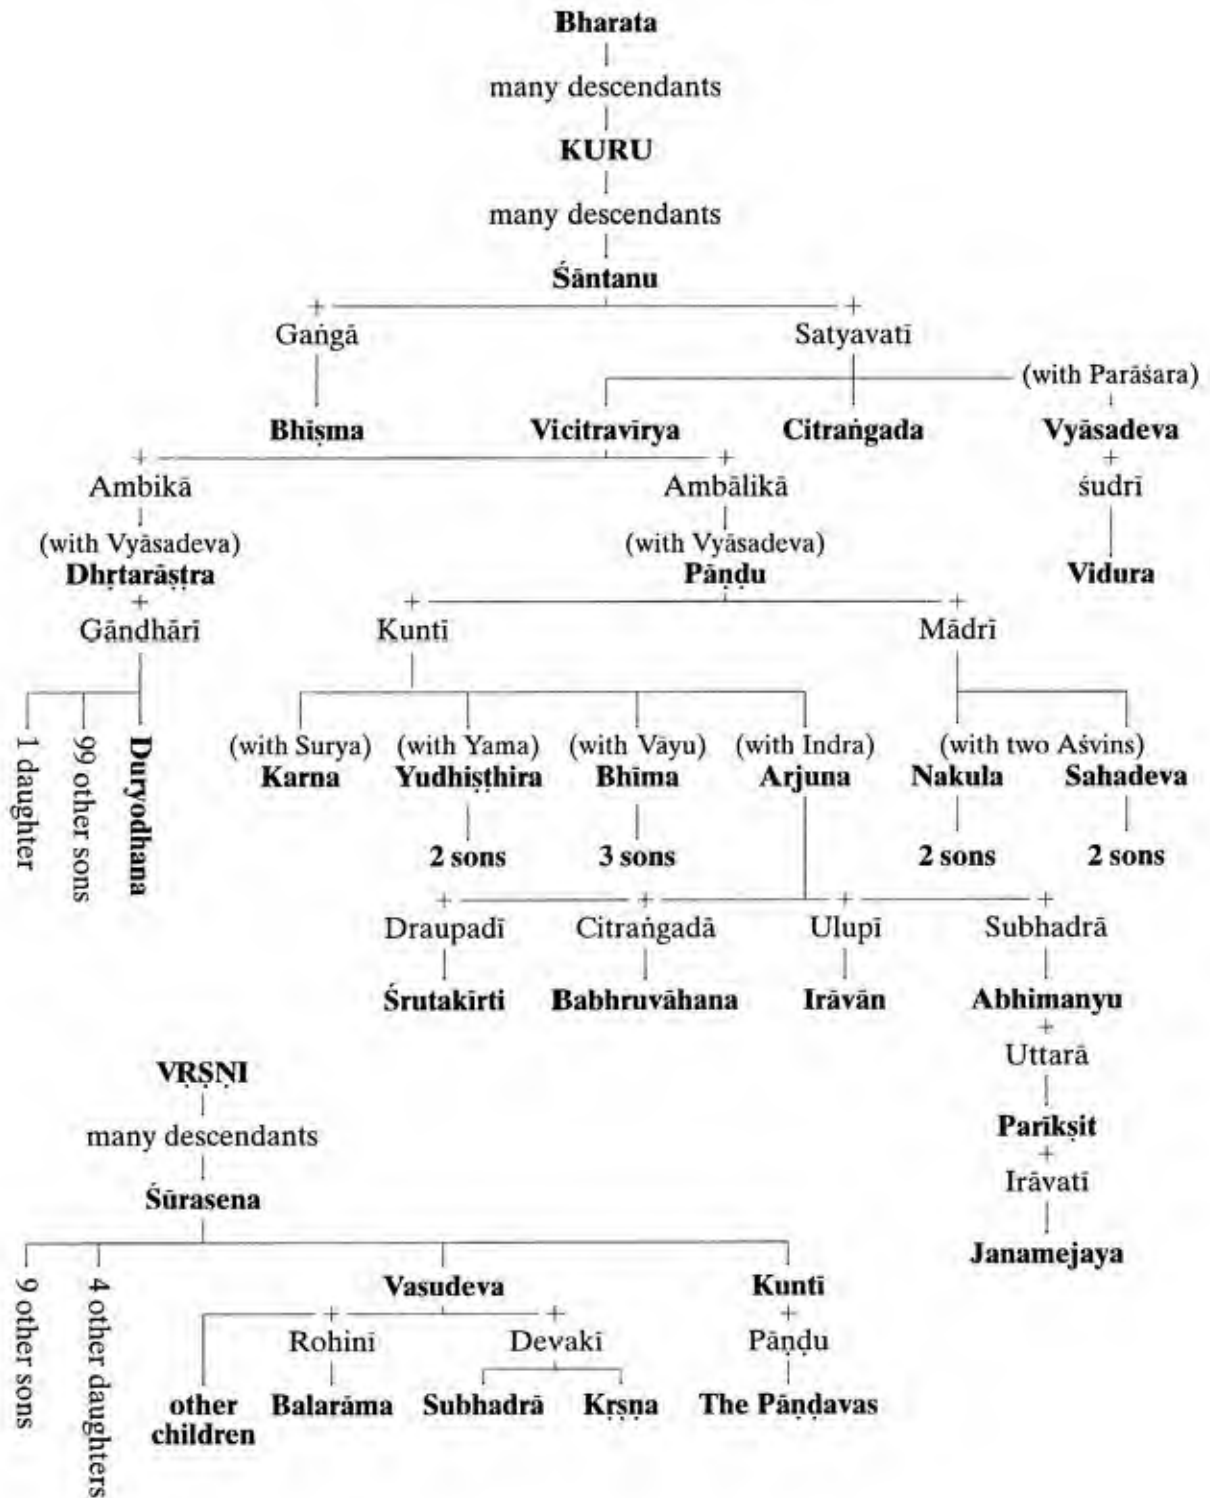 Bharata
many descendants
KURU
many descendants
Śāntanu
Gaṅgā Satyavatī
(with Parāśara)
Bhīṣma Vicitravīrya Citraṅgada Vyāsadeva
Ambikā Ambālikā śudrī
(with Vyāsadeva) (with Vyāsadeva)
Dhṛtarāṣṭra Pāṇḍu Vidura
Gāndhārī Kuntī Mādrī
1 daughter
99 other sons
Duryodhana
(with Surya) (with Yama) (with Vāyu) (with Indra) (with two Aśvins)
Karna Yudhiṣṭhira Bhīma Arjuna Nakula Sahadeva
2 sons 3 sons 2 sons 2 sons
Draupadī Citraṅgadā Ulupī Subhadrā
Śrutakīrti Babhruvāhana Irāvān Abhimanyu
Uttarā
Parīkṣit
Irāvatī
Janamejaya
VṚṢṆI
many descendants
Śūrasena
9 other sons
4 other daughters
Vasudeva Kuntī
Rohinī Devakī Pāṇḍu
other Balarāma Subhadrā Kṛṣṇa The Pāṇḍavas
children